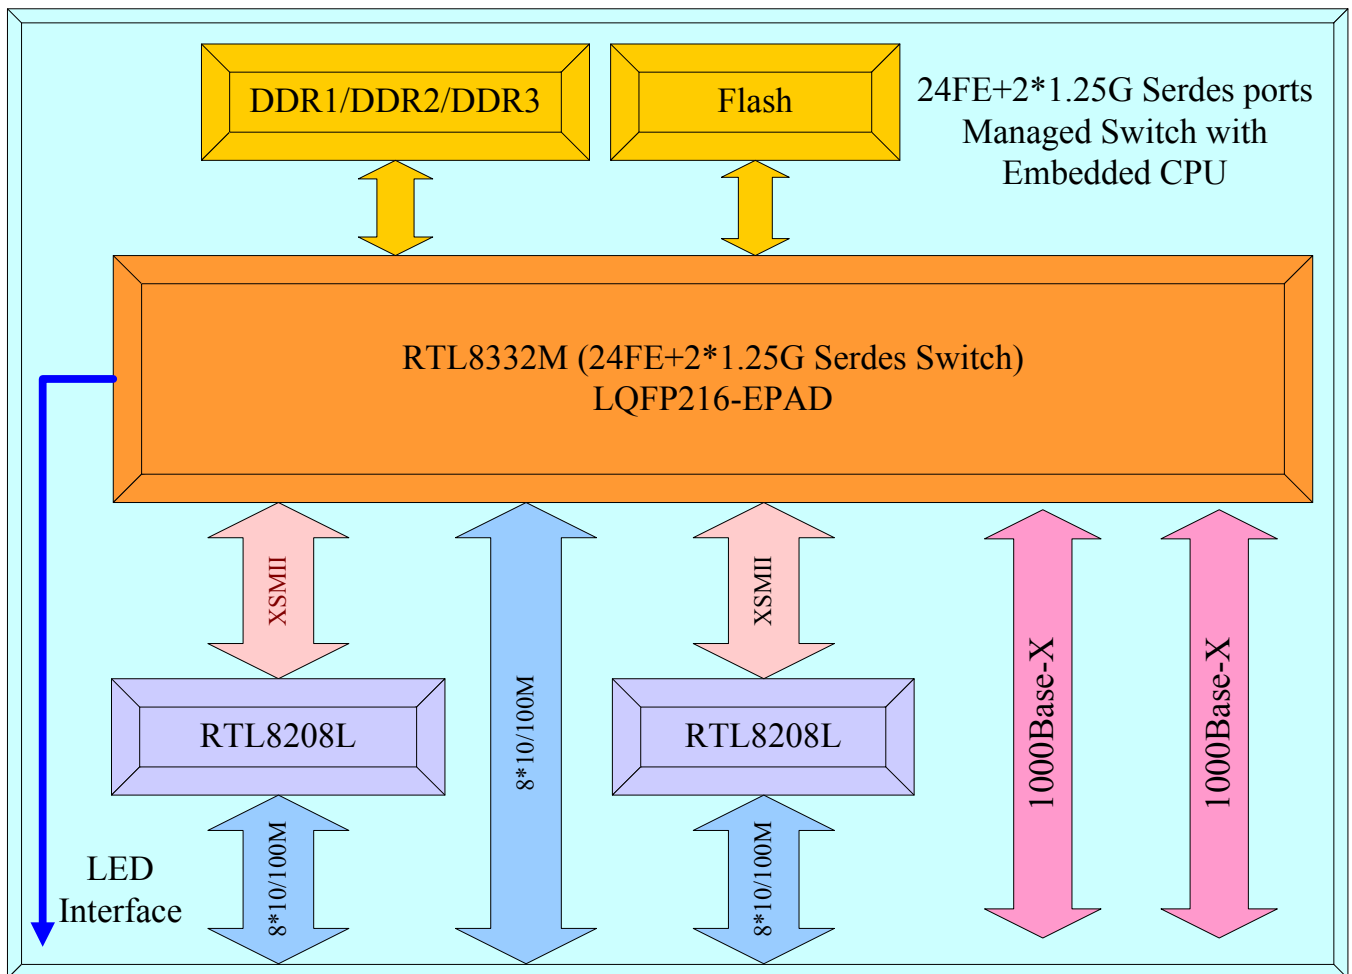 DDR1/DDR2/DDR3
Flash
24FE+2*1.25G Serdes ports
Managed Switch with
Embedded CPU
RTL8332M (24FE+2*1.25G Serdes Switch)
LQFP216-EPAD
XSMII
XSMII
RTL8208L
8*10/100M
RTL8208L
1000Base-X
1000Base-X
8*10/100M
8*10/100M
LED
Interface